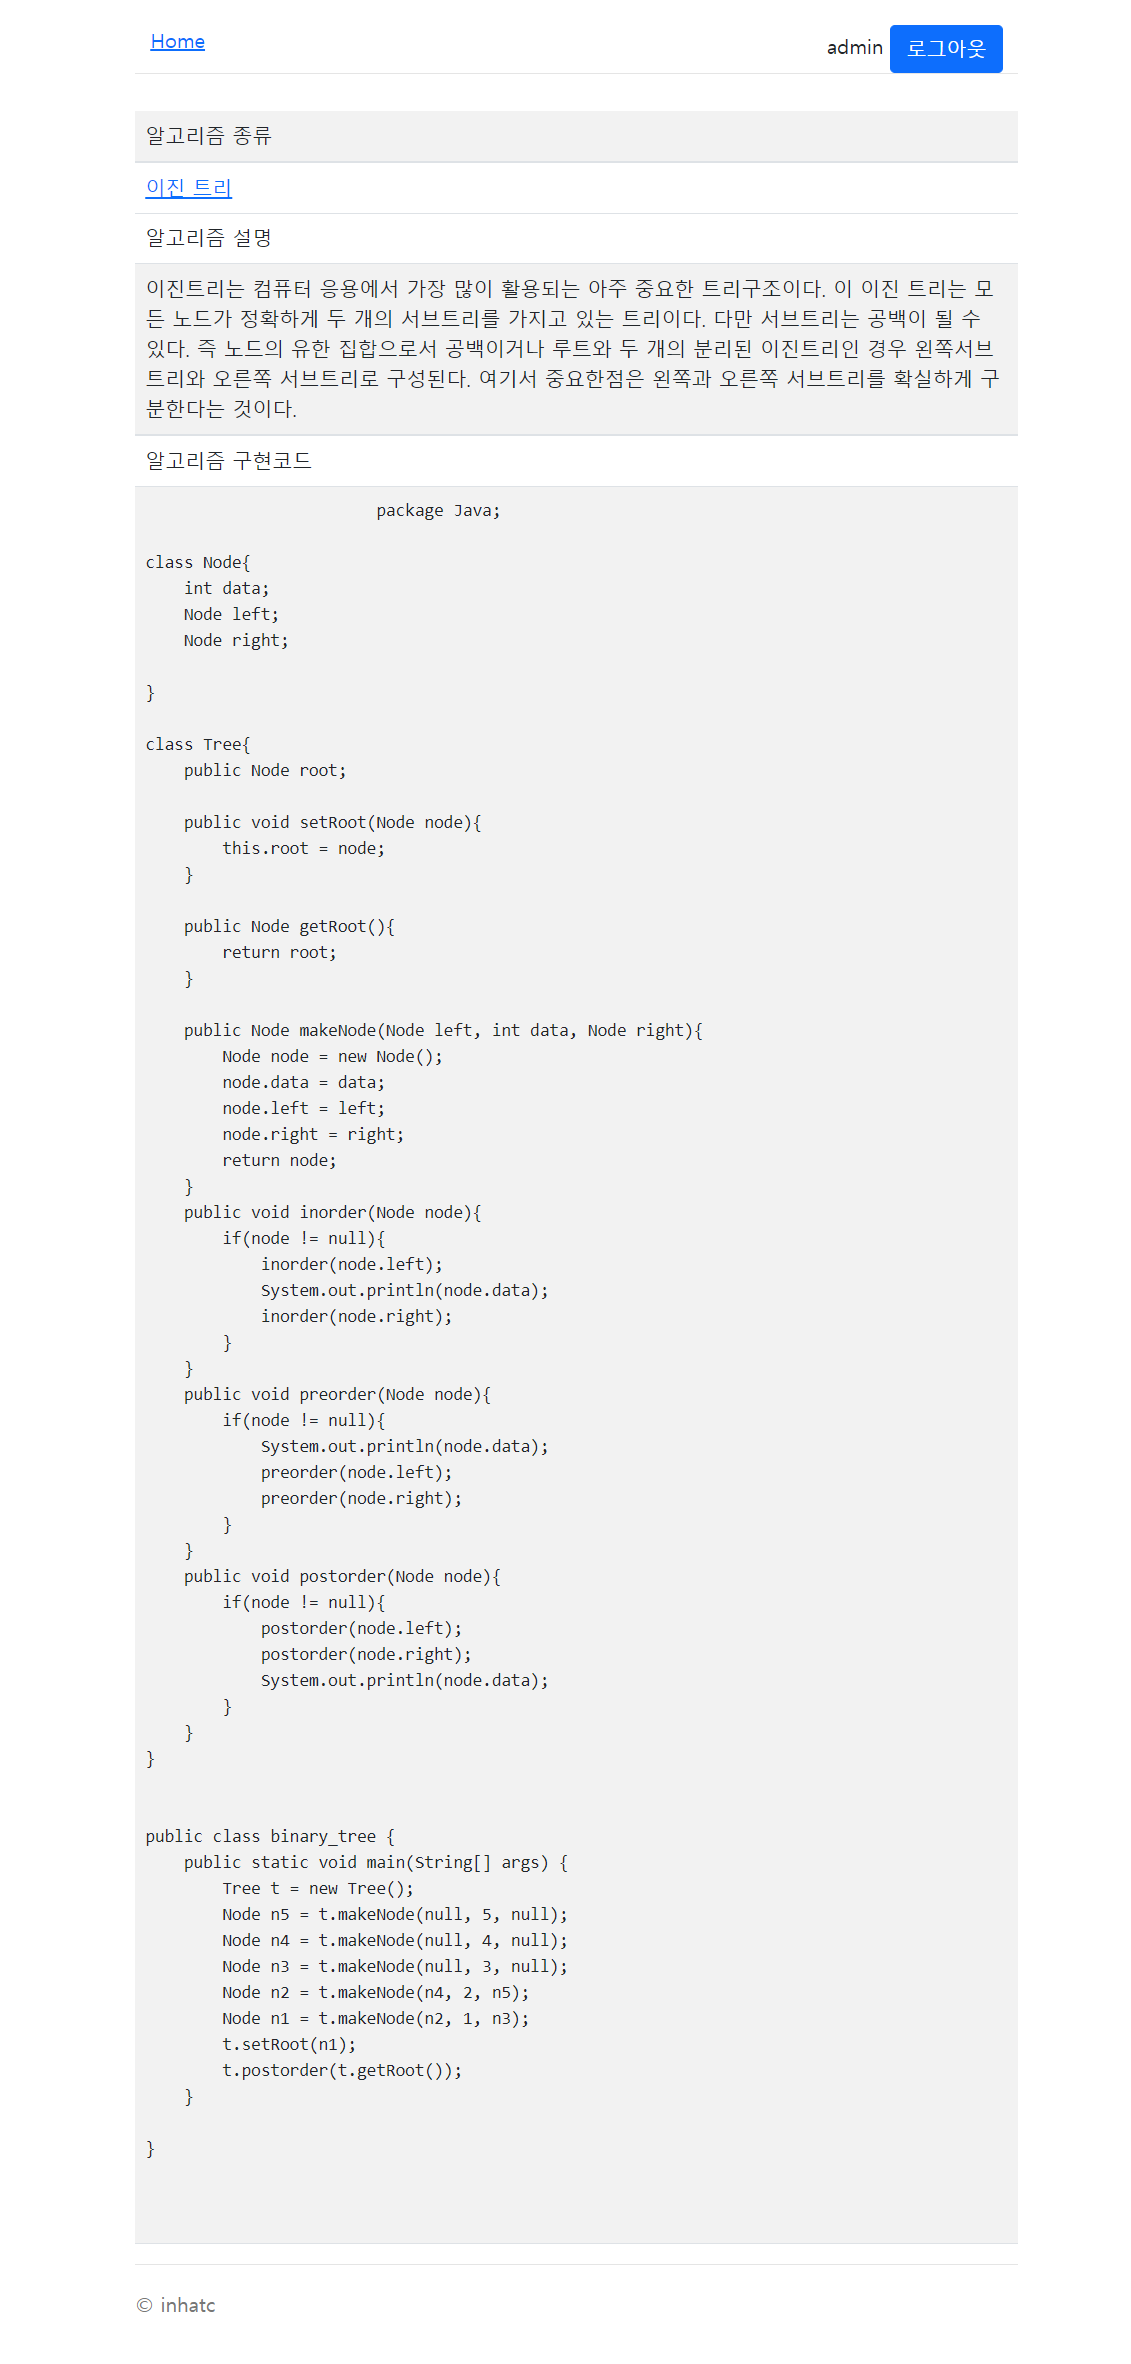 Home
admin 로그아웃
알고리즘 종류
이진 트리
알고리즘 설명
이진트리는 컴퓨터 응용에서 가장 많이 활용되는 아주 중요한 트리구조이다. 이 이진 트리는 모
든 노드가 정확하게 두 개의 서브트리를 가지고 있는 트리이다. 다만 서브트리는 공백이 될 수
있다. 즉 노드의 유한 집합으로서 공백이거나 루트와 두 개의 분리된 이진트리인 경우 왼쪽서브
트리와 오른쪽 서브트리로 구성된다. 여기서 중요한점은 왼쪽과 오른쪽 서브트리를 확실하게 구
분한다는 것이다.
알고리즘 구현코드
package Java;
class Node{
    int data;
    Node left;
    Node right;
}
class Tree{
    public Node root;
    public void setRoot(Node node){
        this.root = node;
    }
    public Node getRoot(){
        return root;
    }
    public Node makeNode(Node left, int data, Node right){
        Node node = new Node();
        node.data = data;
        node.left = left;
        node.right = right;
        return node;
    }
    public void inorder(Node node){
        if(node != null){
            inorder(node.left);
            System.out.println(node.data);
            inorder(node.right);
        }
    }
    public void preorder(Node node){
        if(node != null){
            System.out.println(node.data);
            preorder(node.left);
            preorder(node.right);
        }
    }
    public void postorder(Node node){
        if(node != null){
            postorder(node.left);
            postorder(node.right);
            System.out.println(node.data);
        }
    }
}
public class binary_tree {
    public static void main(String[] args) {
        Tree t = new Tree();
        Node n5 = t.makeNode(null, 5, null);
        Node n4 = t.makeNode(null, 4, null);
        Node n3 = t.makeNode(null, 3, null);
        Node n2 = t.makeNode(n4, 2, n5);
        Node n1 = t.makeNode(n2, 1, n3);
        t.setRoot(n1);
        t.postorder(t.getRoot());
    }
}
© inhatc